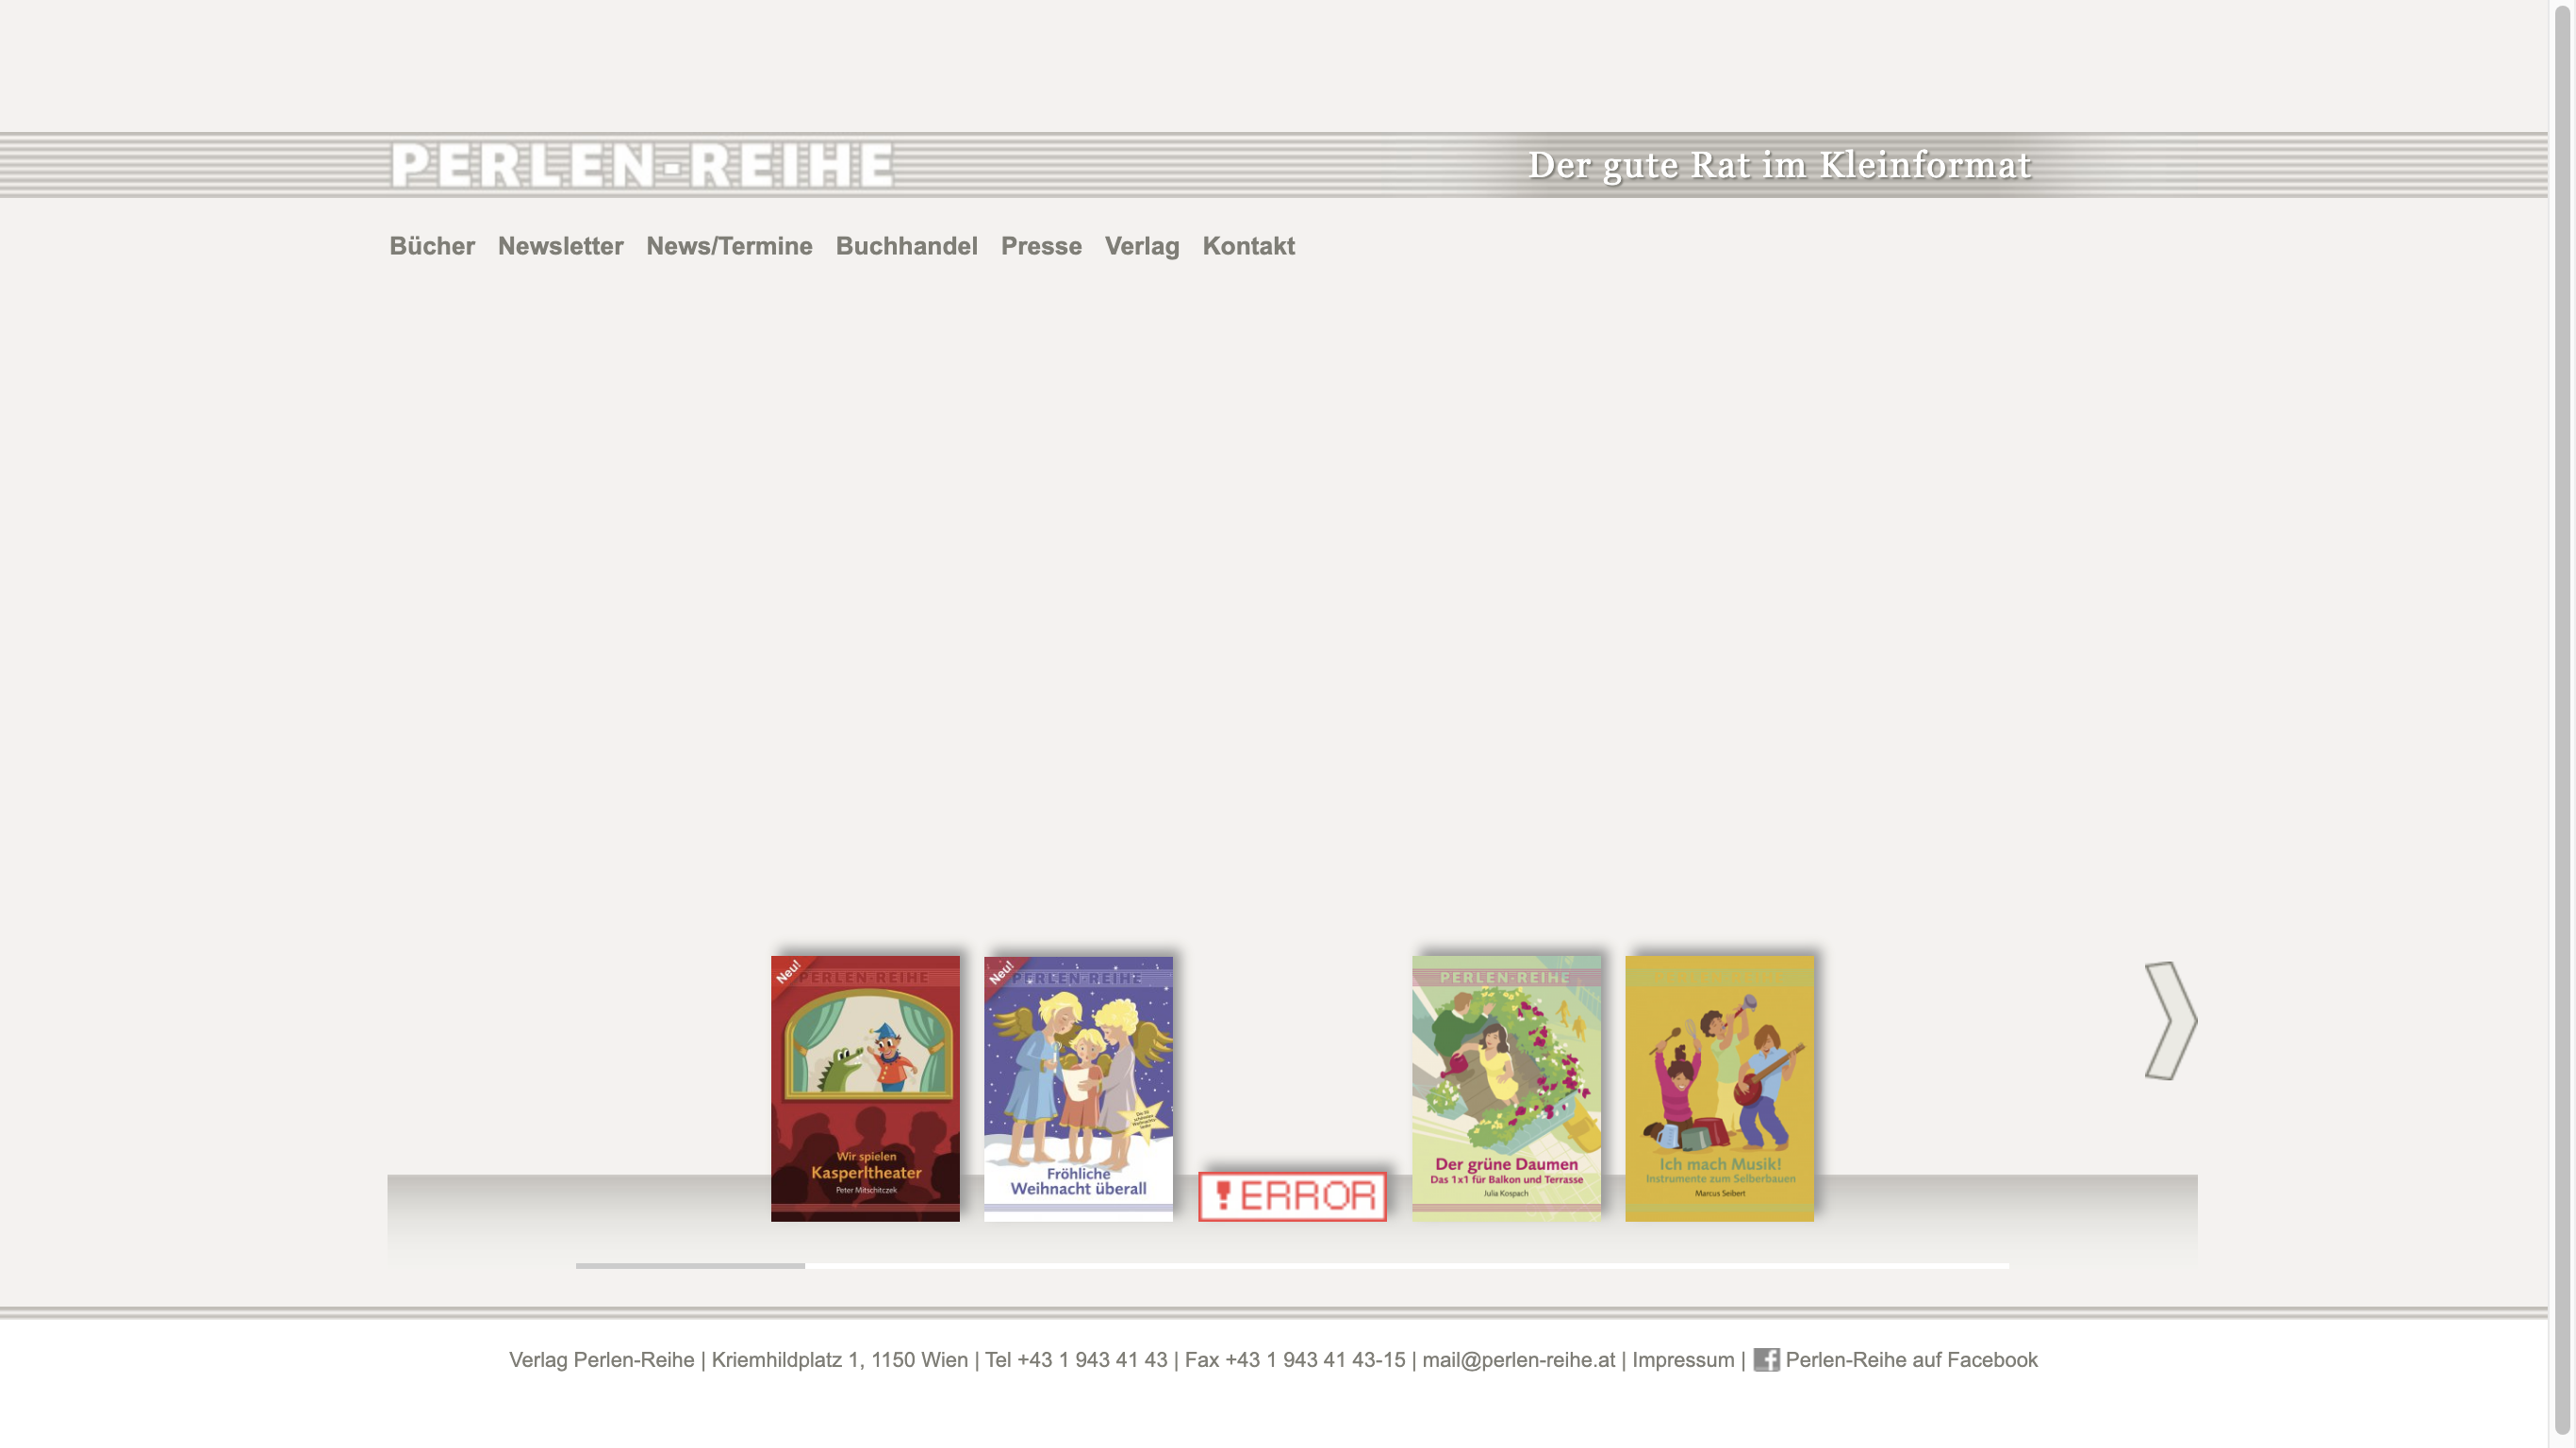 PERLEN-REIHE
Der gute Rat im Kleinformat
Bücher Newsletter News/Termine Buchhandel Presse Verlag Kontakt
Neu!
PERLEN-REIHE
Wir spielen
Kasperltheater
Peter Mitschitczek
Neu!
PERLEN-REIHE
Fröhliche
Weihnacht überall
!ERROR
PERLEN-REIHE
Der grüne Daumen
Das 1x1 für Balkon und Terrasse
Julia Kospach
Ich mach Musik!
Instrumente zum Selberbauen
Marcus Seibert
Verlag Perlen-Reihe | Kriemhildplatz 1, 1150 Wien | Tel +43 1 943 41 43 | Fax +43 1 943 41 43-15 | mail@perlen-reihe.at | Impressum | Perlen-Reihe auf Facebook